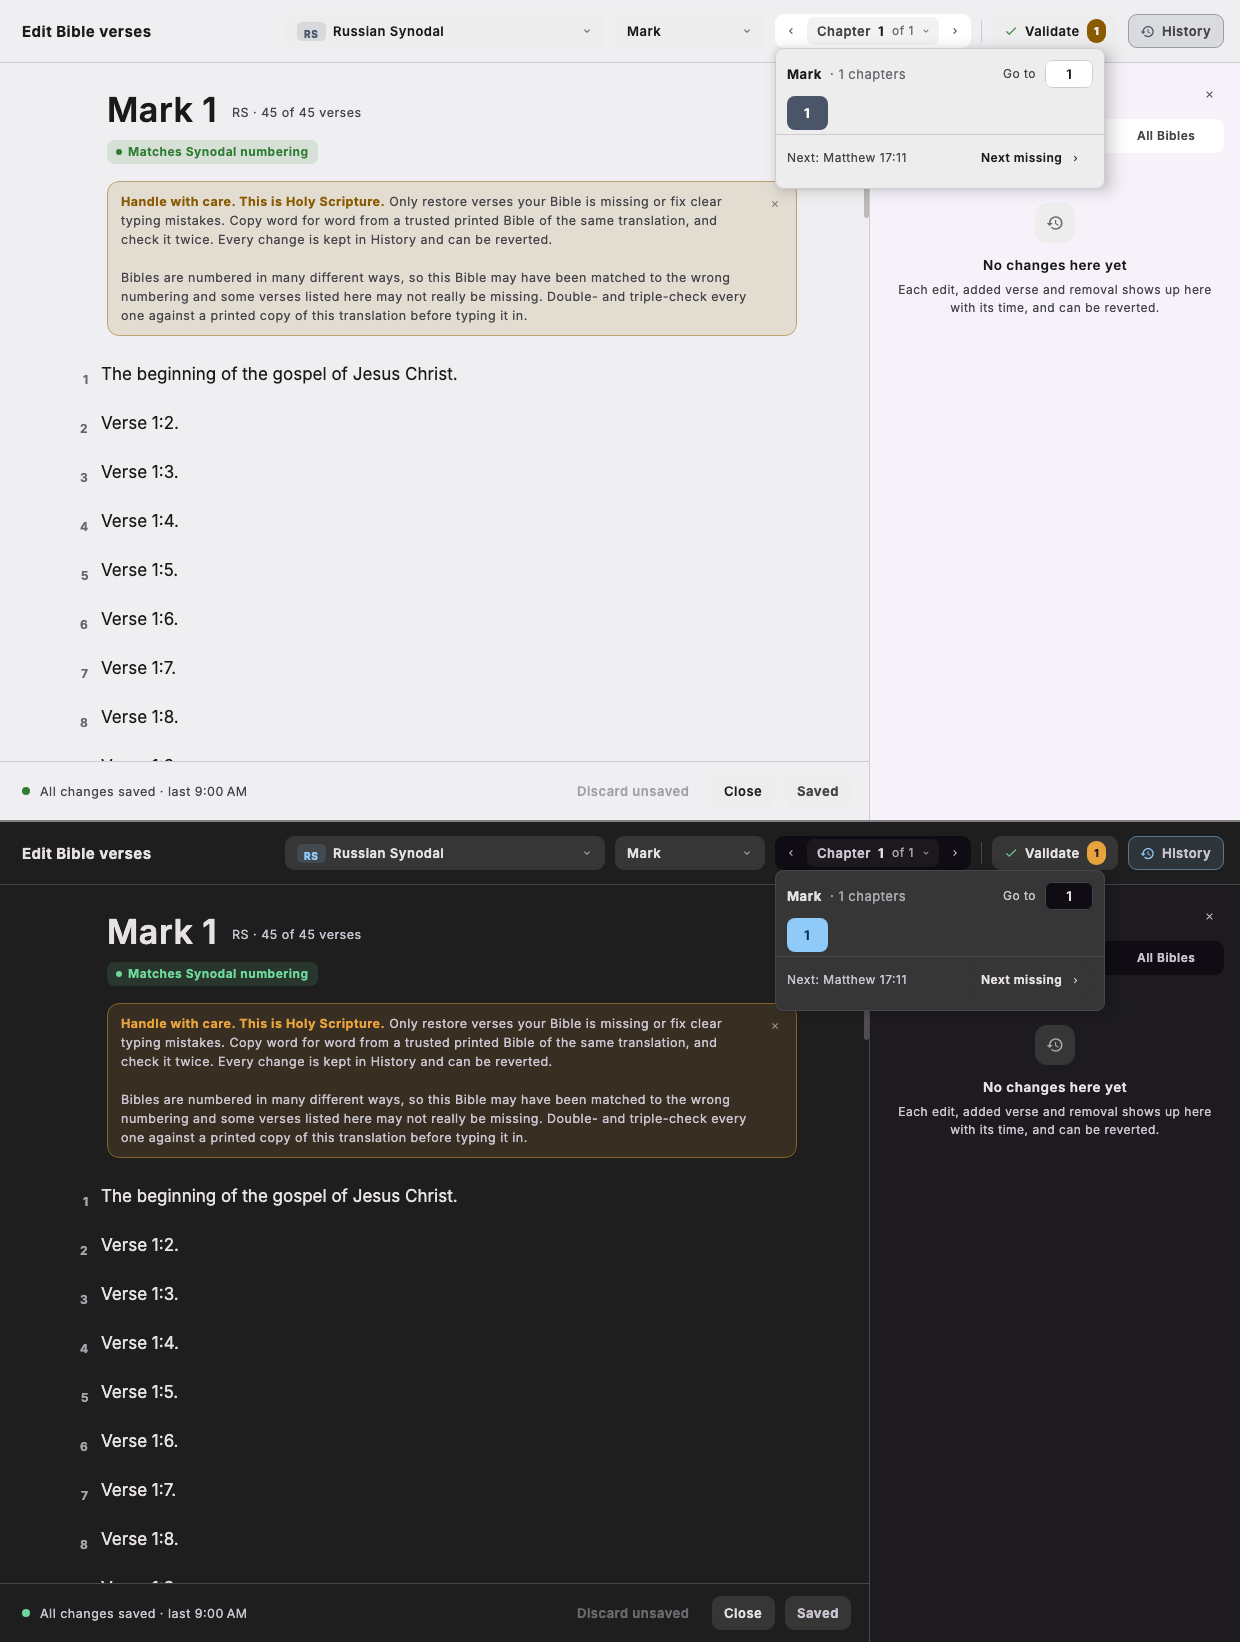 Edit Bible verses
RS Russian Synodal
Mark
Chapter 1 of 1
Validate 1
History
Mark · 1 chapters
Go to 1
1
Next: Matthew 17:11
Next missing
All Bibles
Mark 1 RS · 45 of 45 verses
Matches Synodal numbering
Handle with care. This is Holy Scripture. Only restore verses your Bible is missing or fix clear
typing mistakes. Copy word for word from a trusted printed Bible of the same translation, and
check it twice. Every change is kept in History and can be reverted.
Bibles are numbered in many different ways, so this Bible may have been matched to the wrong
numbering and some verses listed here may not really be missing. Double- and triple-check every
one against a printed copy of this translation before typing it in.
1 The beginning of the gospel of Jesus Christ.
2 Verse 1:2.
3 Verse 1:3.
4 Verse 1:4.
5 Verse 1:5.
6 Verse 1:6.
7 Verse 1:7.
8 Verse 1:8.
No changes here yet
Each edit, added verse and removal shows up here
with its time, and can be reverted.
All changes saved · last 9:00 AM
Discard unsaved
Close
Saved
Edit Bible verses
RS Russian Synodal
Mark
Chapter 1 of 1
Validate 1
History
Mark · 1 chapters
Go to 1
1
Next: Matthew 17:11
Next missing
All Bibles
Mark 1 RS · 45 of 45 verses
Matches Synodal numbering
Handle with care. This is Holy Scripture. Only restore verses your Bible is missing or fix clear
typing mistakes. Copy word for word from a trusted printed Bible of the same translation, and
check it twice. Every change is kept in History and can be reverted.
Bibles are numbered in many different ways, so this Bible may have been matched to the wrong
numbering and some verses listed here may not really be missing. Double- and triple-check every
one against a printed copy of this translation before typing it in.
1 The beginning of the gospel of Jesus Christ.
2 Verse 1:2.
3 Verse 1:3.
4 Verse 1:4.
5 Verse 1:5.
6 Verse 1:6.
7 Verse 1:7.
8 Verse 1:8.
No changes here yet
Each edit, added verse and removal shows up here
with its time, and can be reverted.
All changes saved · last 9:00 AM
Discard unsaved
Close
Saved